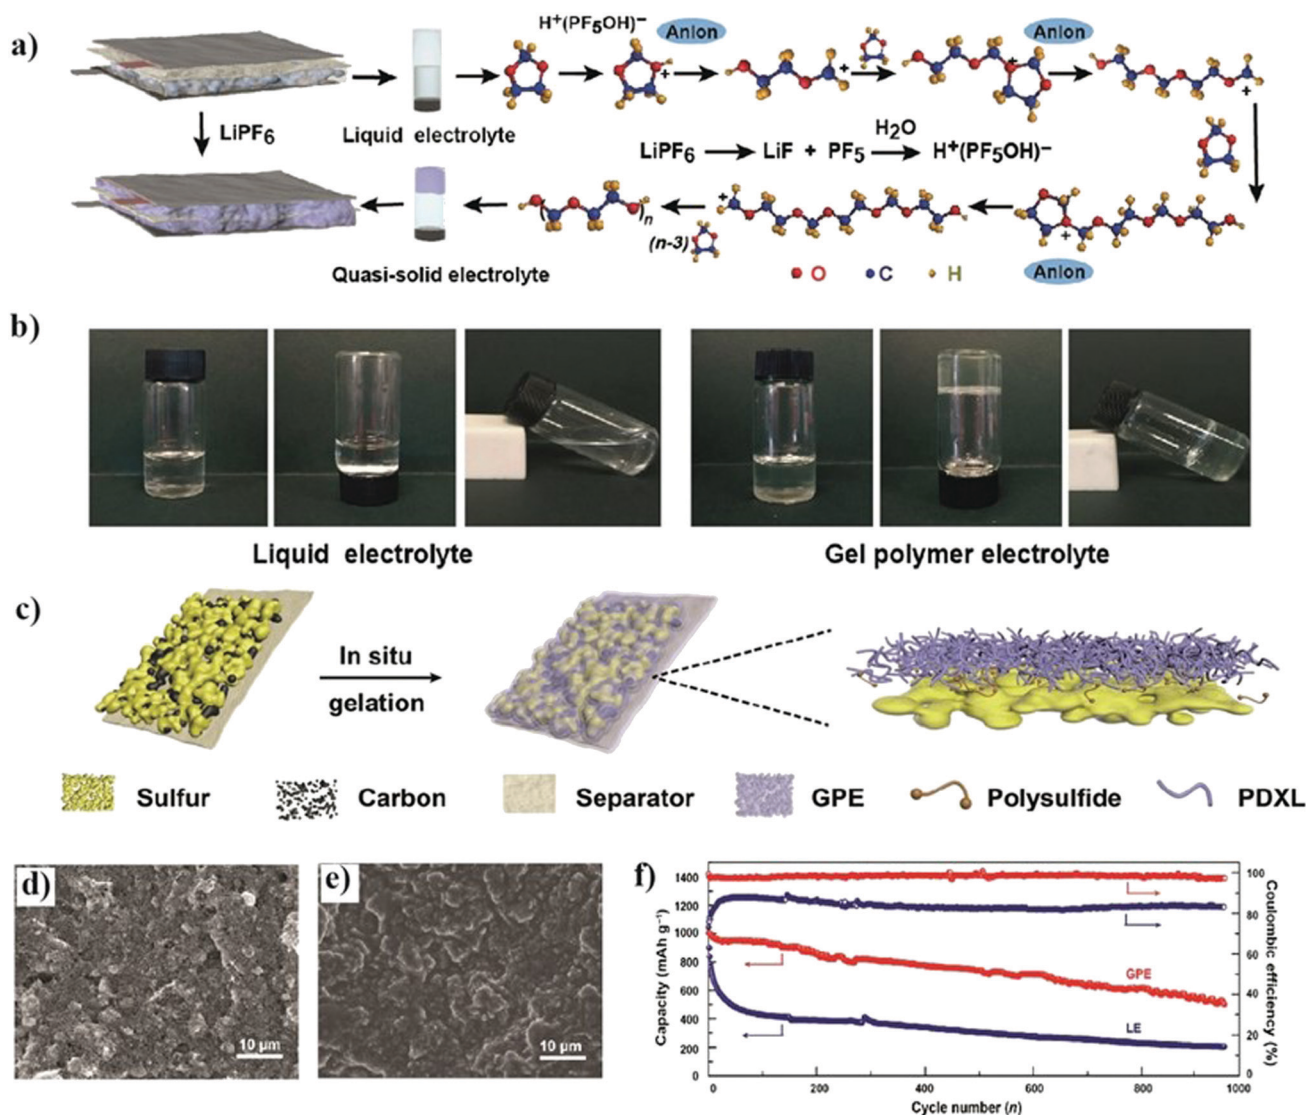 a)
H⁺(PF₅OH)⁻
Anion
Anion
+
+
+
+
LiPF₆
Liquid electrolyte
LiPF₆ → LiF + PF₅ H₂O → H⁺(PF₅OH)⁻
+
+
n
(n-3)
Quasi-solid electrolyte
O C H
Anion
b)
Liquid electrolyte
Gel polymer electrolyte
c)
In situ
gelation
Sulfur Carbon Separator GPE Polysulfide PDXL
d)
10 µm
e)
10 µm
f)
Capacity (mAh g⁻¹)
1400
1200
1000
800
600
400
200
0
100
80
60
40
20
0
Coulombic efficiency (%)
GPE
LE
0 200 400 600 800 1000
Cycle number (n)